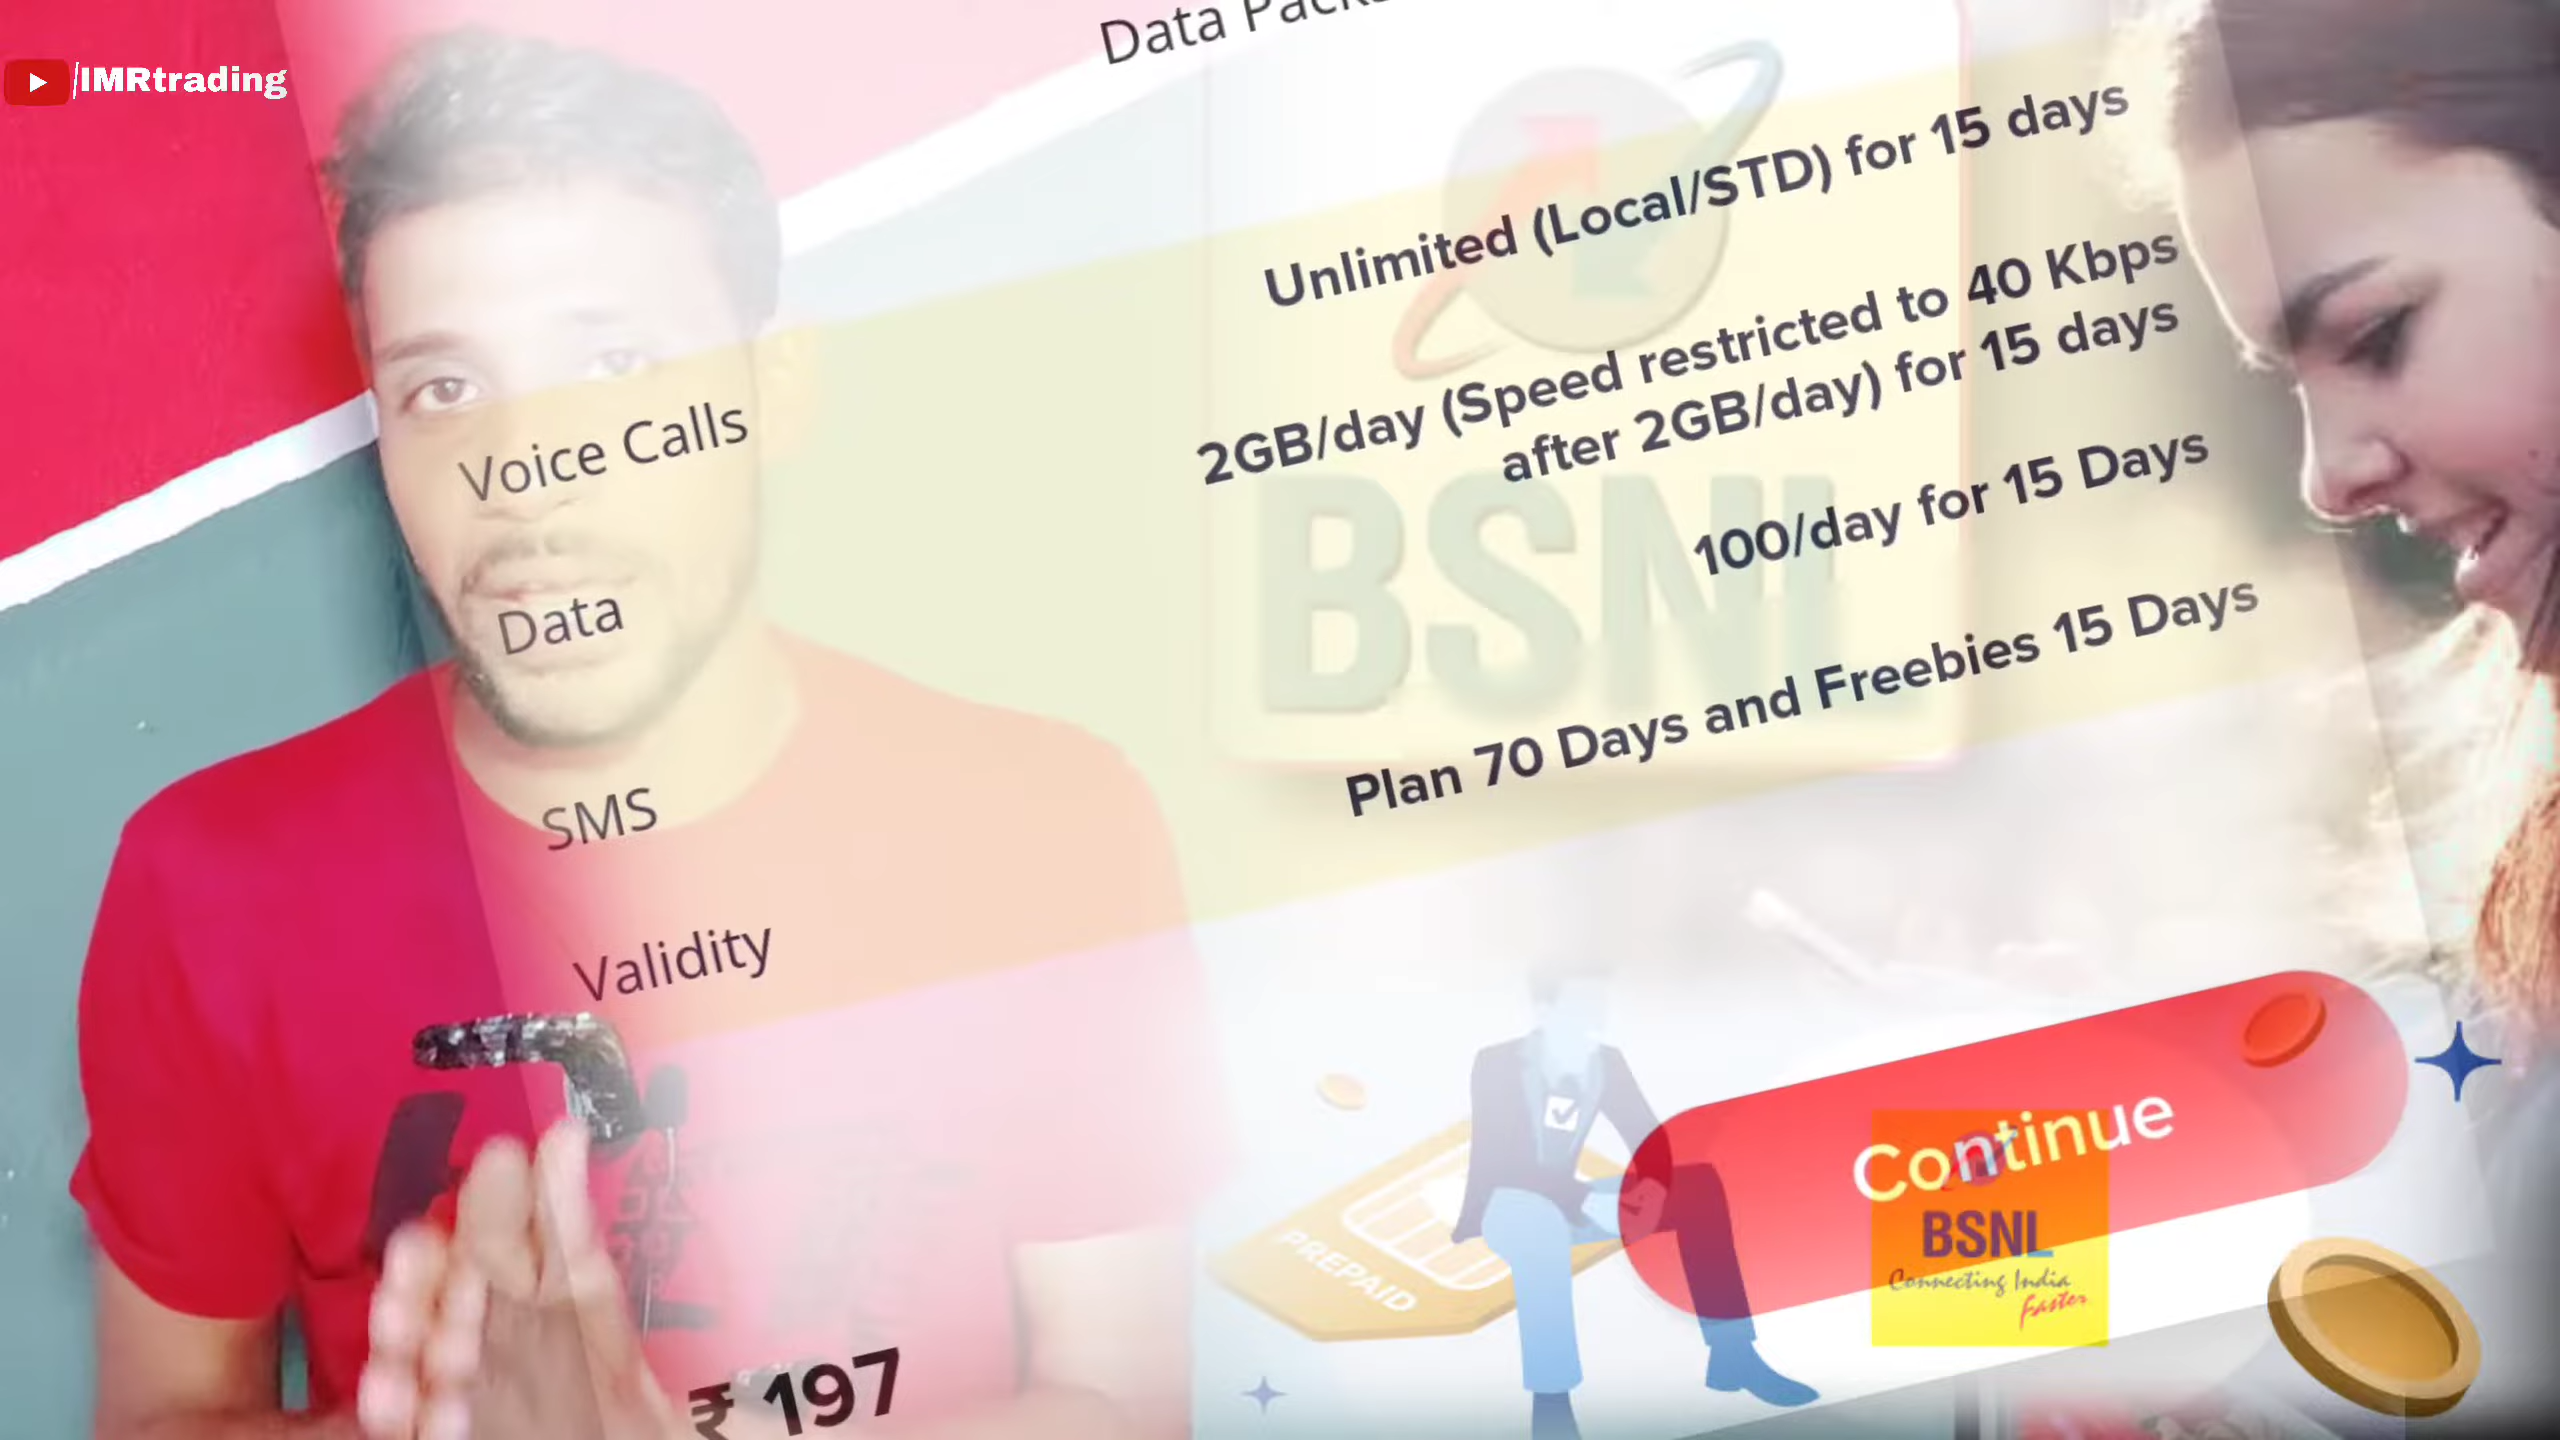 /IMRtrading
Data Pack
Voice Calls
Unlimited (Local/STD) for 15 days
Data
2GB/day (Speed restricted to 40 Kbps
after 2GB/day) for 15 days
SMS
100/day for 15 Days
Validity
Plan 70 Days and Freebies 15 Days
BSNL
PREPAID
Continue
BSNL
Connecting India
faster
₹ 197